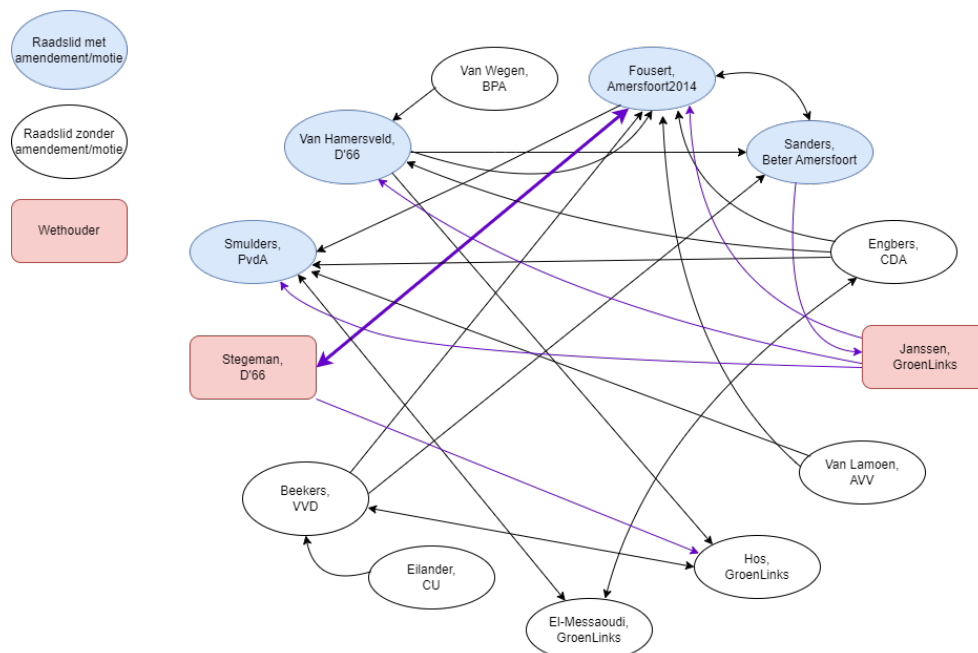 Raadslid met
amendement/motie
Raadslid zonder
amendement/motie
Wethouder
Van Wegen,
BPA
Fousert,
Amersfoort2014
Van Hamersveld,
D'66
Sanders,
Beter Amersfoort
Smulders,
PvdA
Engbers,
CDA
Stegeman,
D'66
Janssen,
GroenLinks
Beekers,
VVD
Van Lamoen,
AVV
Eilander,
CU
Hos,
GroenLinks
El-Messaoudi,
GroenLinks